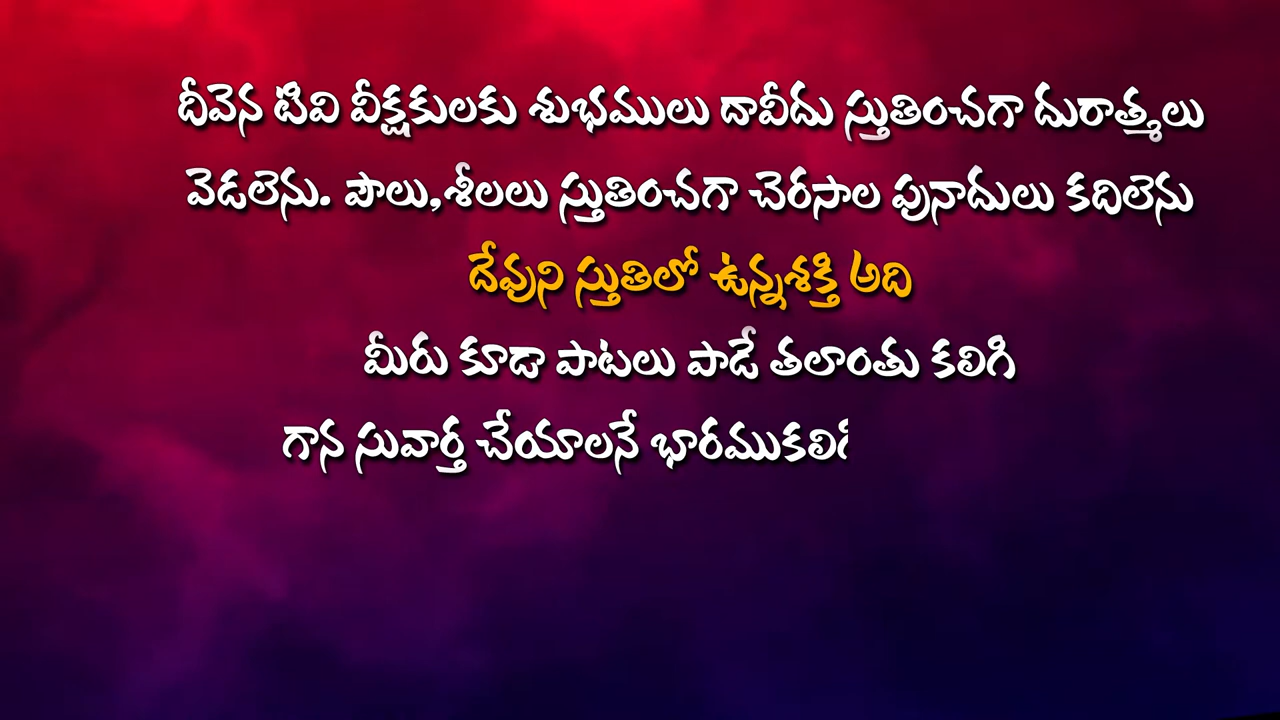 దీవెన టివి వీక్షకులకు శుభములు దావీదు స్తుతించగా దురాత్మలు
వెడలెను. పౌలు,శీలలు స్తుతించగా చెరసాల పునాదులు కదిలెను
దేవుని స్తుతిలో ఉన్నశక్తి అది
మీరు కూడా పాటలు పాడే తలాంతు కలిగి
గాన సువార్త చేయాలనే భారముకలిగి